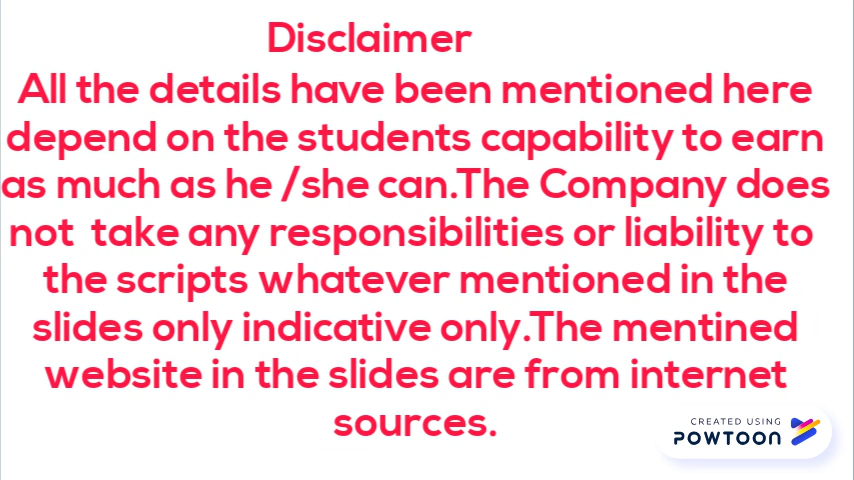 Disclaimer
All the details have been mentioned here
depend on the students capability to earn
as much as he /she can.The Company does
not take any responsibilities or liability to
the scripts whatever mentioned in the
slides only indicative only.The mentined
website in the slides are from internet
sources.
CREATED USING
POWTOON